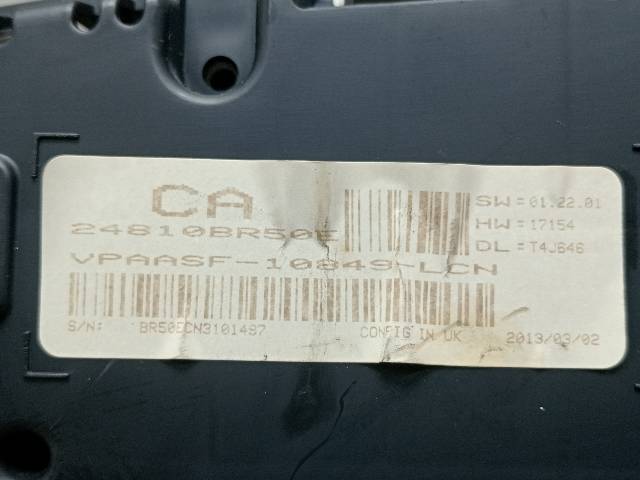 CA
24810BR50E
VPAASF-10849-LCN
SW=01.22.01
HW=17154
DL=T4J646
S/N: BR50ECN3101487
CONFIG IN UK
2013/03/02